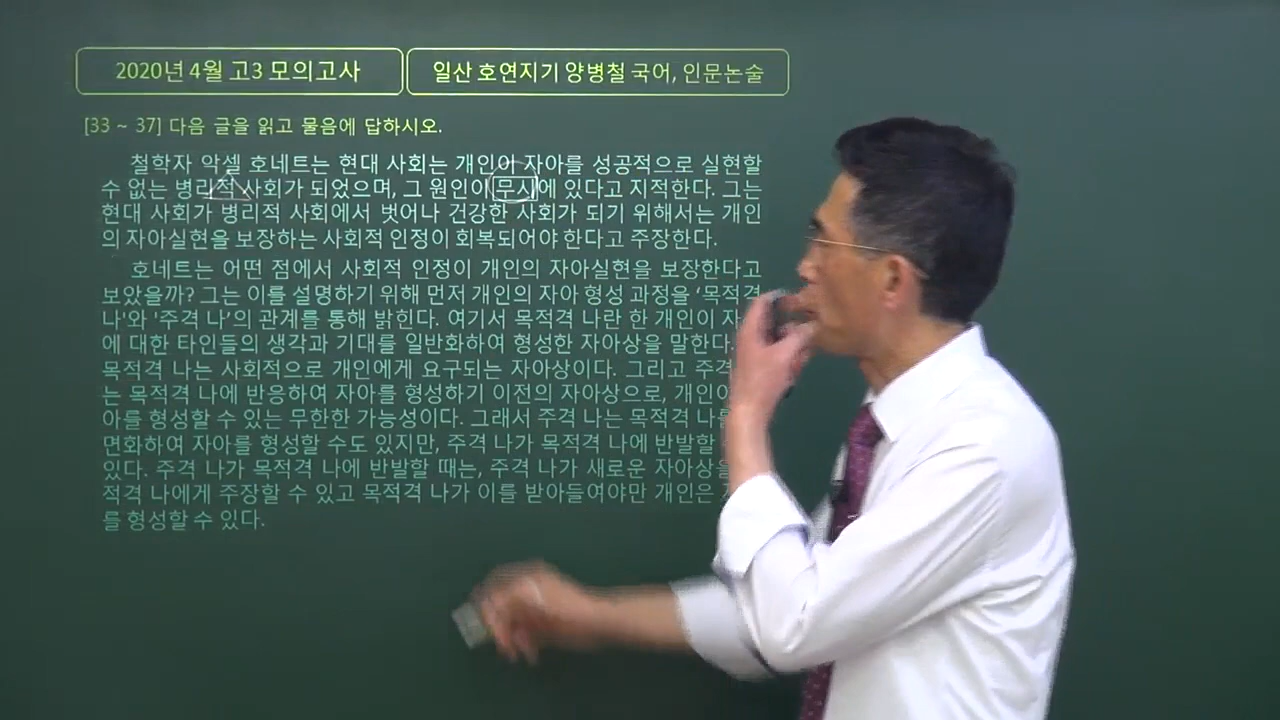 2020년 4월 고3 모의고사
일산 호연지기 양병철 국어, 인문논술
[33 ~ 37] 다음 글을 읽고 물음에 답하시오.
철학자 악셀 호네트는 현대 사회는 개인이 자아를 성공적으로 실현할
수 없는 병리적 사회가 되었으며, 그 원인이 무시에 있다고 지적한다. 그는
현대 사회가 병리적 사회에서 벗어나 건강한 사회가 되기 위해서는 개인
의 자아실현을 보장하는 사회적 인정이 회복되어야 한다고 주장한다.
호네트는 어떤 점에서 사회적 인정이 개인의 자아실현을 보장한다고
보았을까? 그는 이를 설명하기 위해 먼저 개인의 자아 형성 과정을 '목적격
나'와 '주격 나'의 관계를 통해 밝힌다. 여기서 목적격 나란 한 개인이
에 대한 타인들의 생각과 기대를 일반화하여 형성한 자아상을 말한다.
목적격 나는 사회적으로 개인에게 요구되는 자아상이다. 그리고 주격
는 목적격 나에 반응하여 자아를 형성하기 이전의 자아상으로,
아를 형성할 수 있는 무한한 가능성이다. 그래서 주격 나는 목적격
면화하여 자아를 형성할 수도 있지만, 주격 나가 목적격 나에 반발할
있다. 주격 나가 목적격 나에 반발할 때는, 주격 나가 새로운 자아상을
적격 나에게 주장할 수 있고 목적격 나가 이를 받아들여야만 개인은
를 형성할 수 있다.